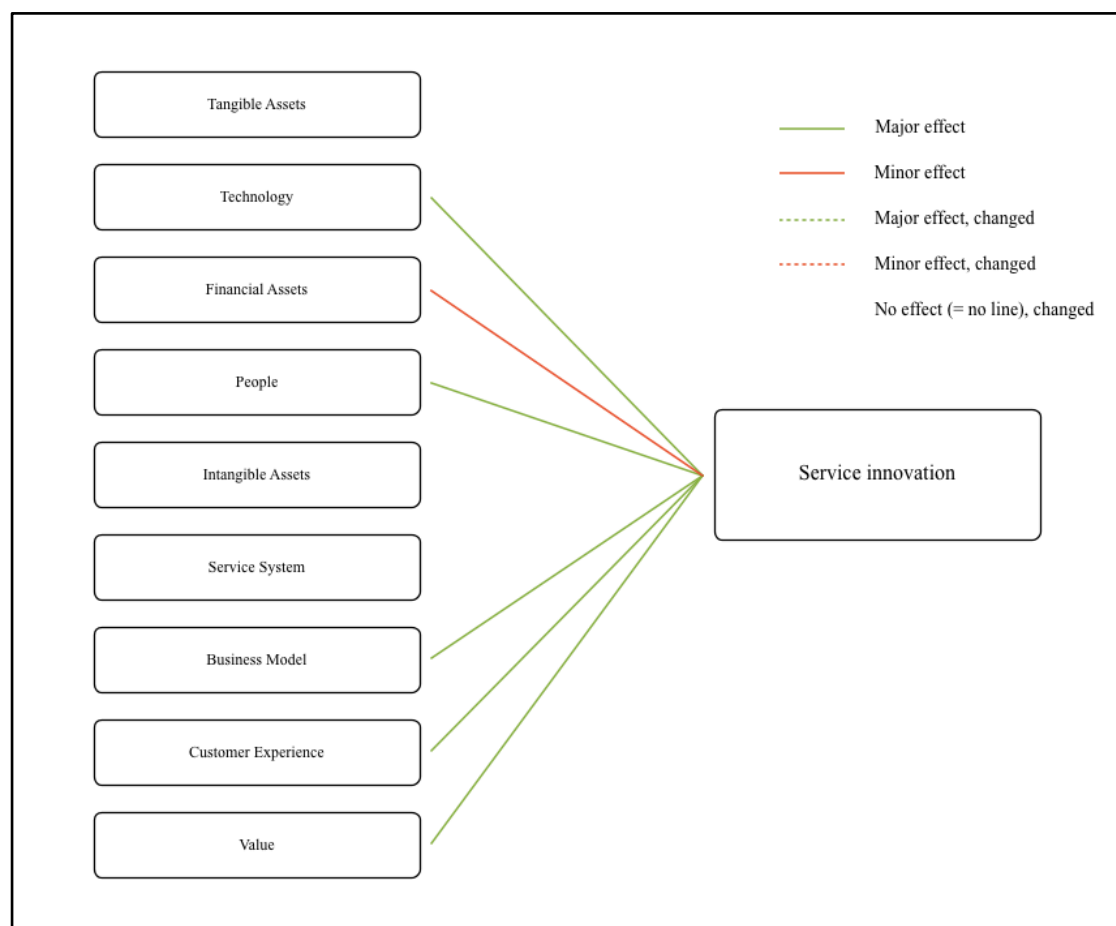 Tangible Assets
Technology
Financial Assets
People
Intangible Assets
Service System
Business Model
Customer Experience
Value
Major effect
Minor effect
Major effect, changed
Minor effect, changed
No effect (= no line), changed
Service innovation